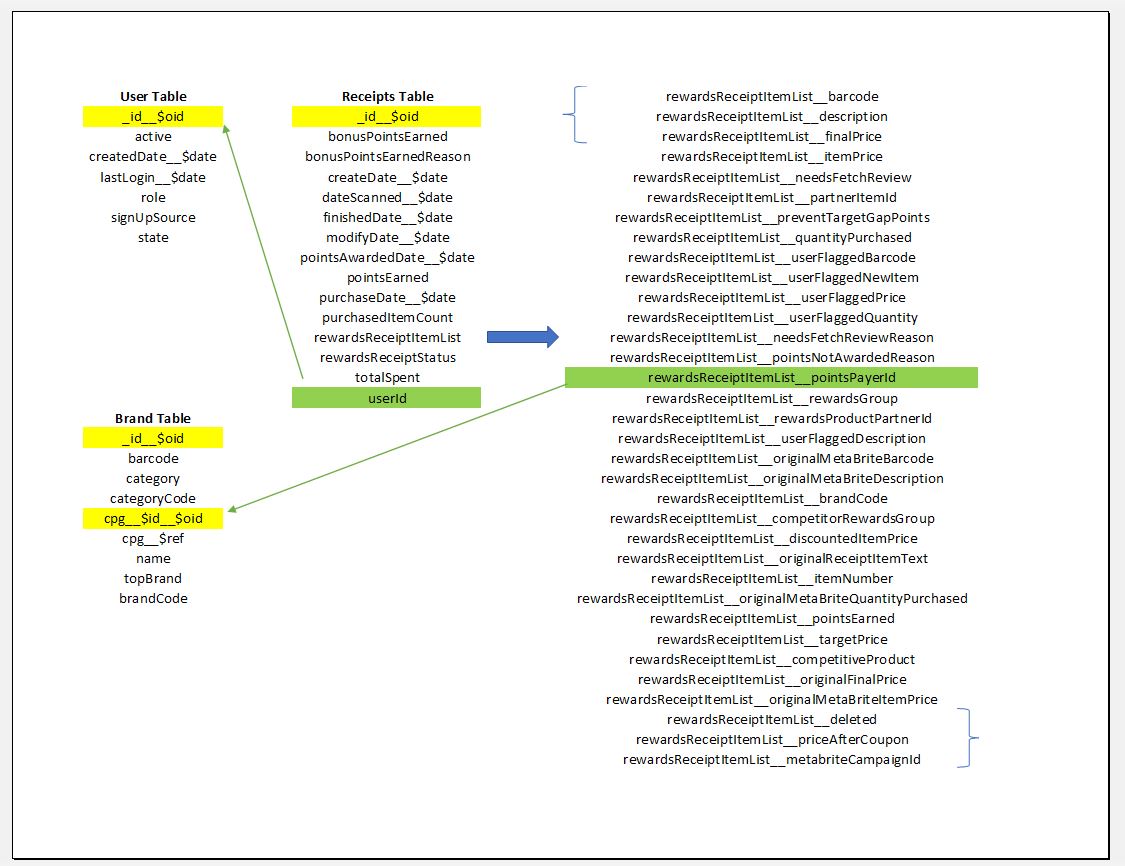 User Table
_id__$oid
active
createdDate__$date
lastLogin__$date
role
signUpSource
state
Brand Table
_id__$oid
barcode
category
categoryCode
cpg__$id__$oid
cpg__$ref
name
topBrand
brandCode
Receipts Table
_id__$oid
bonusPointsEarned
bonusPointsEarnedReason
createDate__$date
dateScanned__$date
finishedDate__$date
modifyDate__$date
pointsAwardedDate__$date
pointsEarned
purchaseDate__$date
purchasedItemCount
rewardsReceiptItemList
rewardsReceiptStatus
totalSpent
userId
rewardsReceiptItemList__barcode
rewardsReceiptItemList__description
rewardsReceiptItemList__finalPrice
rewardsReceiptItemList__itemPrice
rewardsReceiptItemList__needsFetchReview
rewardsReceiptItemList__partnerItemId
rewardsReceiptItemList__preventTargetGapPoints
rewardsReceiptItemList__quantityPurchased
rewardsReceiptItemList__userFlaggedBarcode
rewardsReceiptItemList__userFlaggedNewItem
rewardsReceiptItemList__userFlaggedPrice
rewardsReceiptItemList__userFlaggedQuantity
rewardsReceiptItemList__needsFetchReviewReason
rewardsReceiptItemList__pointsNotAwardedReason
rewardsReceiptItemList__pointsPayerId
rewardsReceiptItemList__rewardsGroup
rewardsReceiptItemList__rewardsProductPartnerId
rewardsReceiptItemList__userFlaggedDescription
rewardsReceiptItemList__originalMetaBriteBarcode
rewardsReceiptItemList__originalMetaBriteDescription
rewardsReceiptItemList__brandCode
rewardsReceiptItemList__competitorRewardsGroup
rewardsReceiptItemList__discountedItemPrice
rewardsReceiptItemList__originalReceiptItemText
rewardsReceiptItemList__itemNumber
rewardsReceiptItemList__originalMetaBriteQuantityPurchased
rewardsReceiptItemList__pointsEarned
rewardsReceiptItemList__targetPrice
rewardsReceiptItemList__competitiveProduct
rewardsReceiptItemList__originalFinalPrice
rewardsReceiptItemList__originalMetaBriteItemPrice
rewardsReceiptItemList__deleted
rewardsReceiptItemList__priceAfterCoupon
rewardsReceiptItemList__metabriteCampaignId